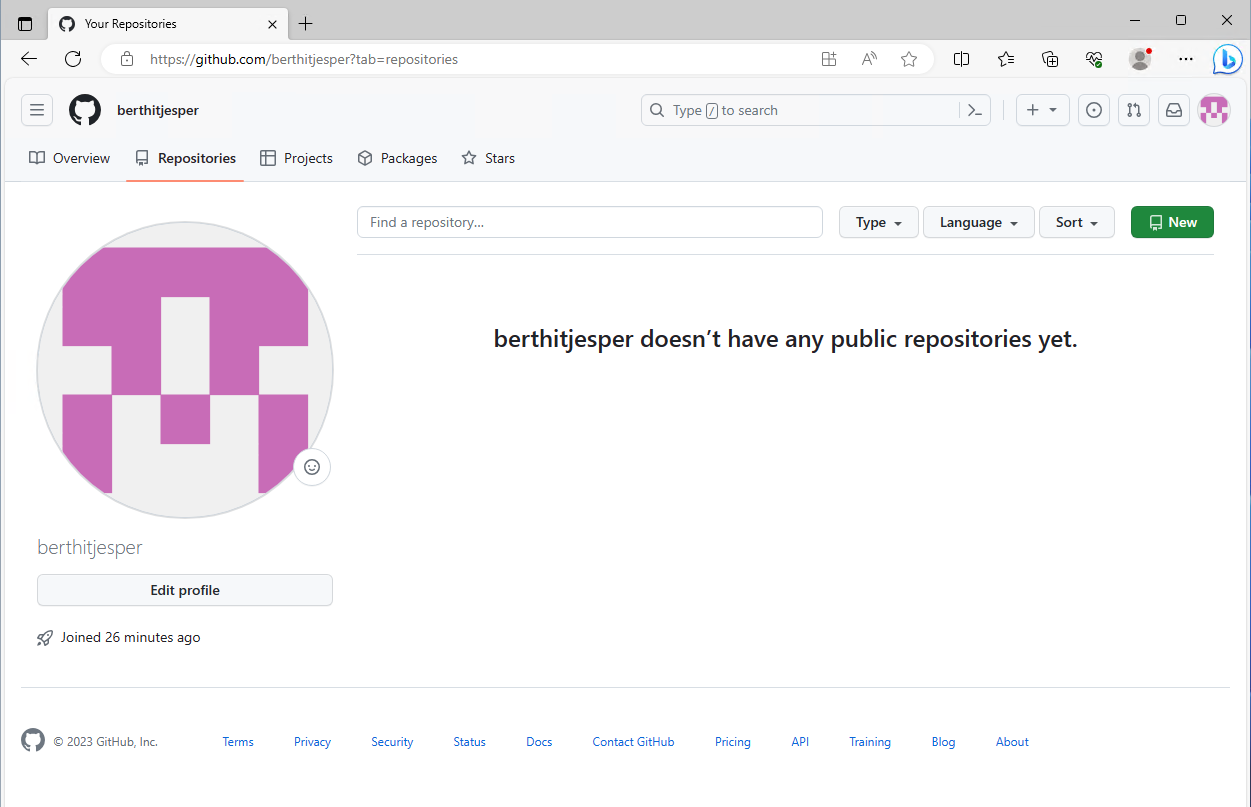 Your Repositories
https://github.com/berthitjesper?tab=repositories
berthitjesper
Type / to search
Overview
Repositories
Projects
Packages
Stars
Find a repository...
Type
Language
Sort
New
berthitjesper doesn’t have any public repositories yet.
berthitjesper
Edit profile
Joined 26 minutes ago
© 2023 GitHub, Inc.
Terms
Privacy
Security
Status
Docs
Contact GitHub
Pricing
API
Training
Blog
About